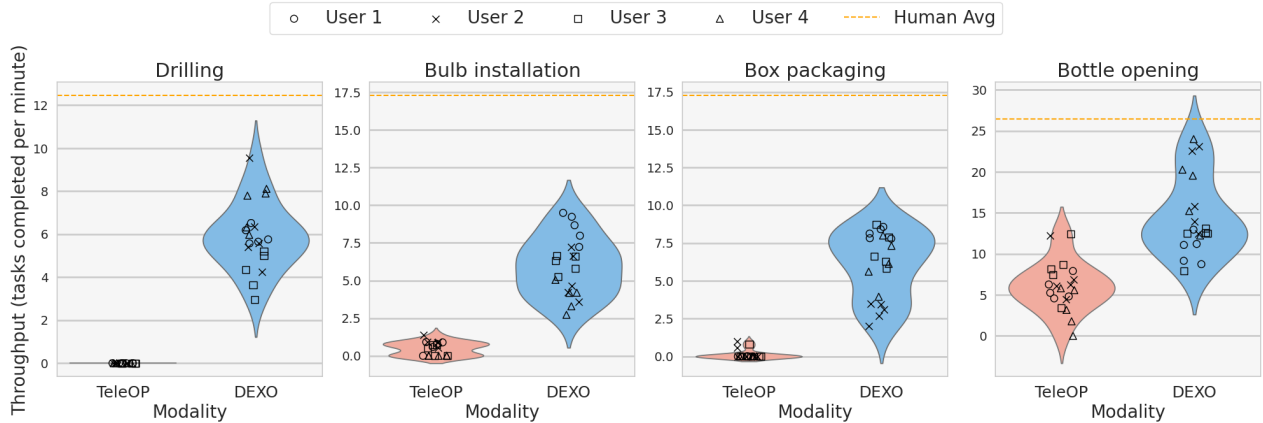 User 1 User 2 User 3 User 4 Human Avg
Throughput (tasks completed per minute)
Drilling
12
10
8
6
4
2
0
TeleOP DEXO
Modality
Bulb installation
17.5
15.0
12.5
10.0
7.5
5.0
2.5
0.0
TeleOP DEXO
Modality
Box packaging
17.5
15.0
12.5
10.0
7.5
5.0
2.5
0.0
TeleOP DEXO
Modality
Bottle opening
30
25
20
15
10
5
0
TeleOP DEXO
Modality